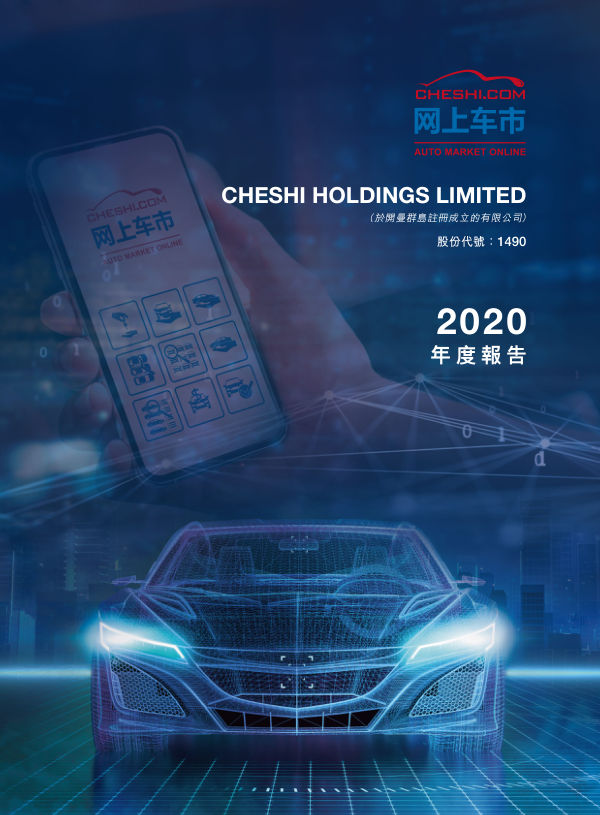 CHESHI.COM
网上车市
AUTO MARKET ONLINE
CHESHI HOLDINGS LIMITED
（於開曼群島註冊成立的有限公司）
股份代號：1490
CHESHI.COM
网上车市
AUTO MARKET ONLINE
2020
年度報告
0 1 d